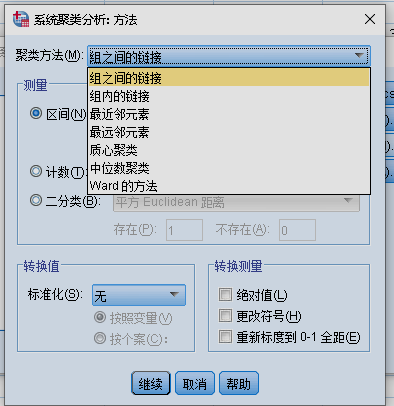 系统聚类分析: 方法
聚类方法(M): 组之间的链接
组之间的链接
组内的链接
最近邻元素
最远邻元素
质心聚类
中位数聚类
Ward 的方法
测量
区间(N)
计数(T):
二分类(B): 平方 Euclidean 距离
存在(P): 1 不存在(A): 0
转换值
标准化(S): 无
按照变量(V)
按个案(C):
转换测量
绝对值(L)
更改符号(H)
重新标度到 0-1 全距(E)
继续 取消 帮助